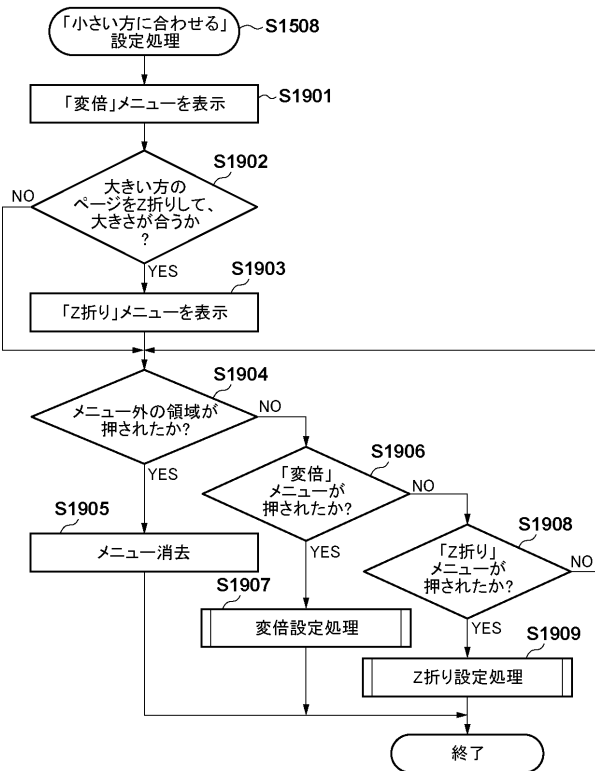 「小さい方に合わせる」
設定処理
S1508
S1901
「変倍」メニューを表示
S1902
大きい方の
ページをZ折りして、
大きさが合うか
?
NO
YES
S1903
「Z折り」メニューを表示
S1904
メニュー外の領域が
押されたか?
NO
YES
S1905
メニュー消去
S1906
「変倍」
メニューが
押されたか?
NO
YES
S1907
変倍設定処理
S1908
「Z折り」
メニューが
押されたか?
NO
YES
S1909
Z折り設定処理
終了